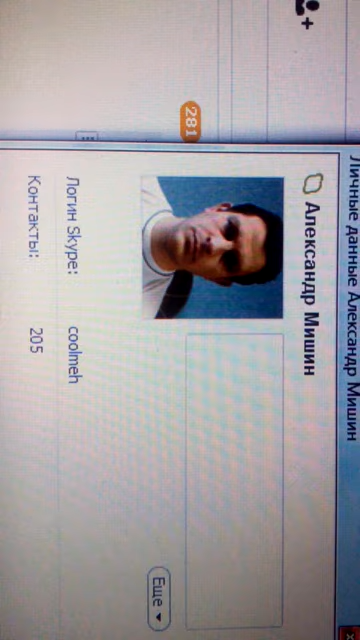 Личные данные Александр Мишин
Александр Мишин
281
Еще
Логин Skype: coolmeh
Контакты: 205